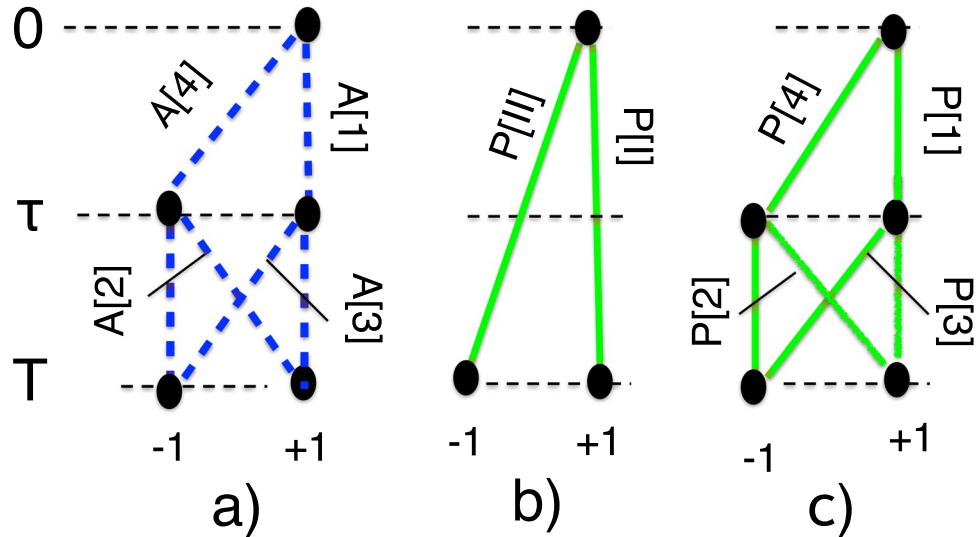 0
A[4]
A[1]
P[II]
P[I]
P[4]
P[1]
τ
A[2]
A[3]
P[2]
P[3]
T
-1 +1 -1 +1 -1 +1
a) b) c)